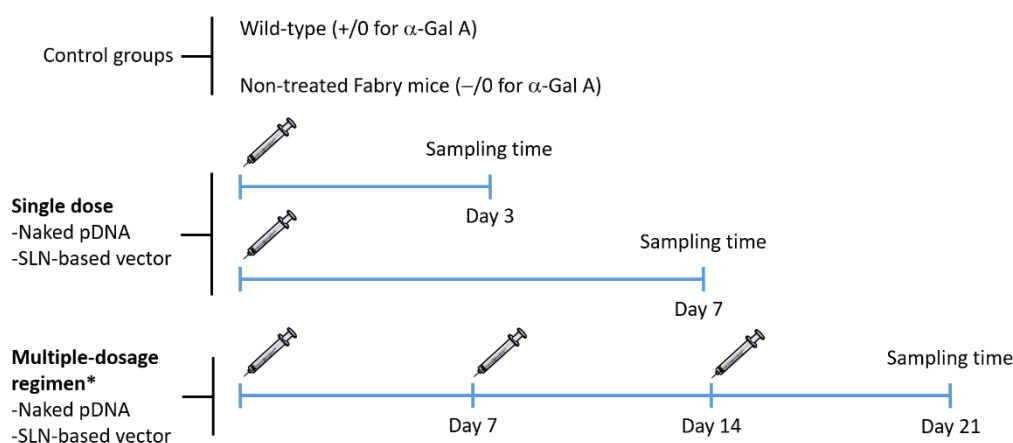 Wild-type (+/0 for α-Gal A)
Control groups
Non-treated Fabry mice (−/0 for α-Gal A)
Sampling time
Day 3
Single dose
-Naked pDNA
-SLN-based vector
Sampling time
Day 7
Multiple-dosage
regimen*
-Naked pDNA
-SLN-based vector
Sampling time
Day 7
Day 14
Day 21